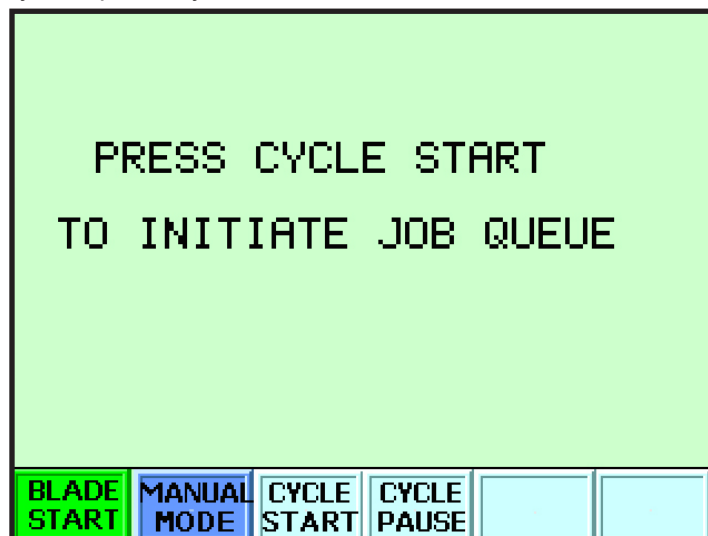 PRESS CYCLE START
TO INITIATE JOB QUEUE
BLADE START
MANUAL MODE
CYCLE START
CYCLE PAUSE